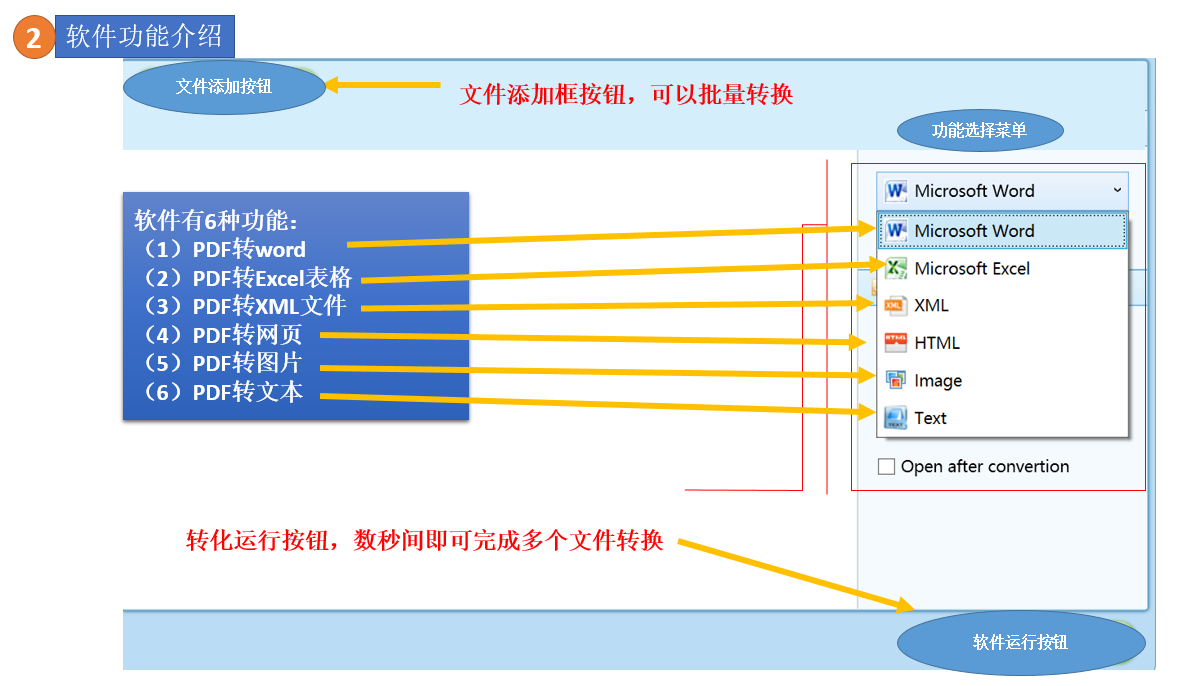 2 软件功能介绍
文件添加按钮
文件添加框按钮，可以批量转换
功能选择菜单
软件有6种功能：
（1）PDF转word
（2）PDF转Excel表格
（3）PDF转XML文件
（4）PDF转网页
（5）PDF转图片
（6）PDF转文本
Microsoft Word
Microsoft Word
Microsoft Excel
XML
HTML
Image
Text
Open after convertion
转化运行按钮，数秒间即可完成多个文件转换
软件运行按钮